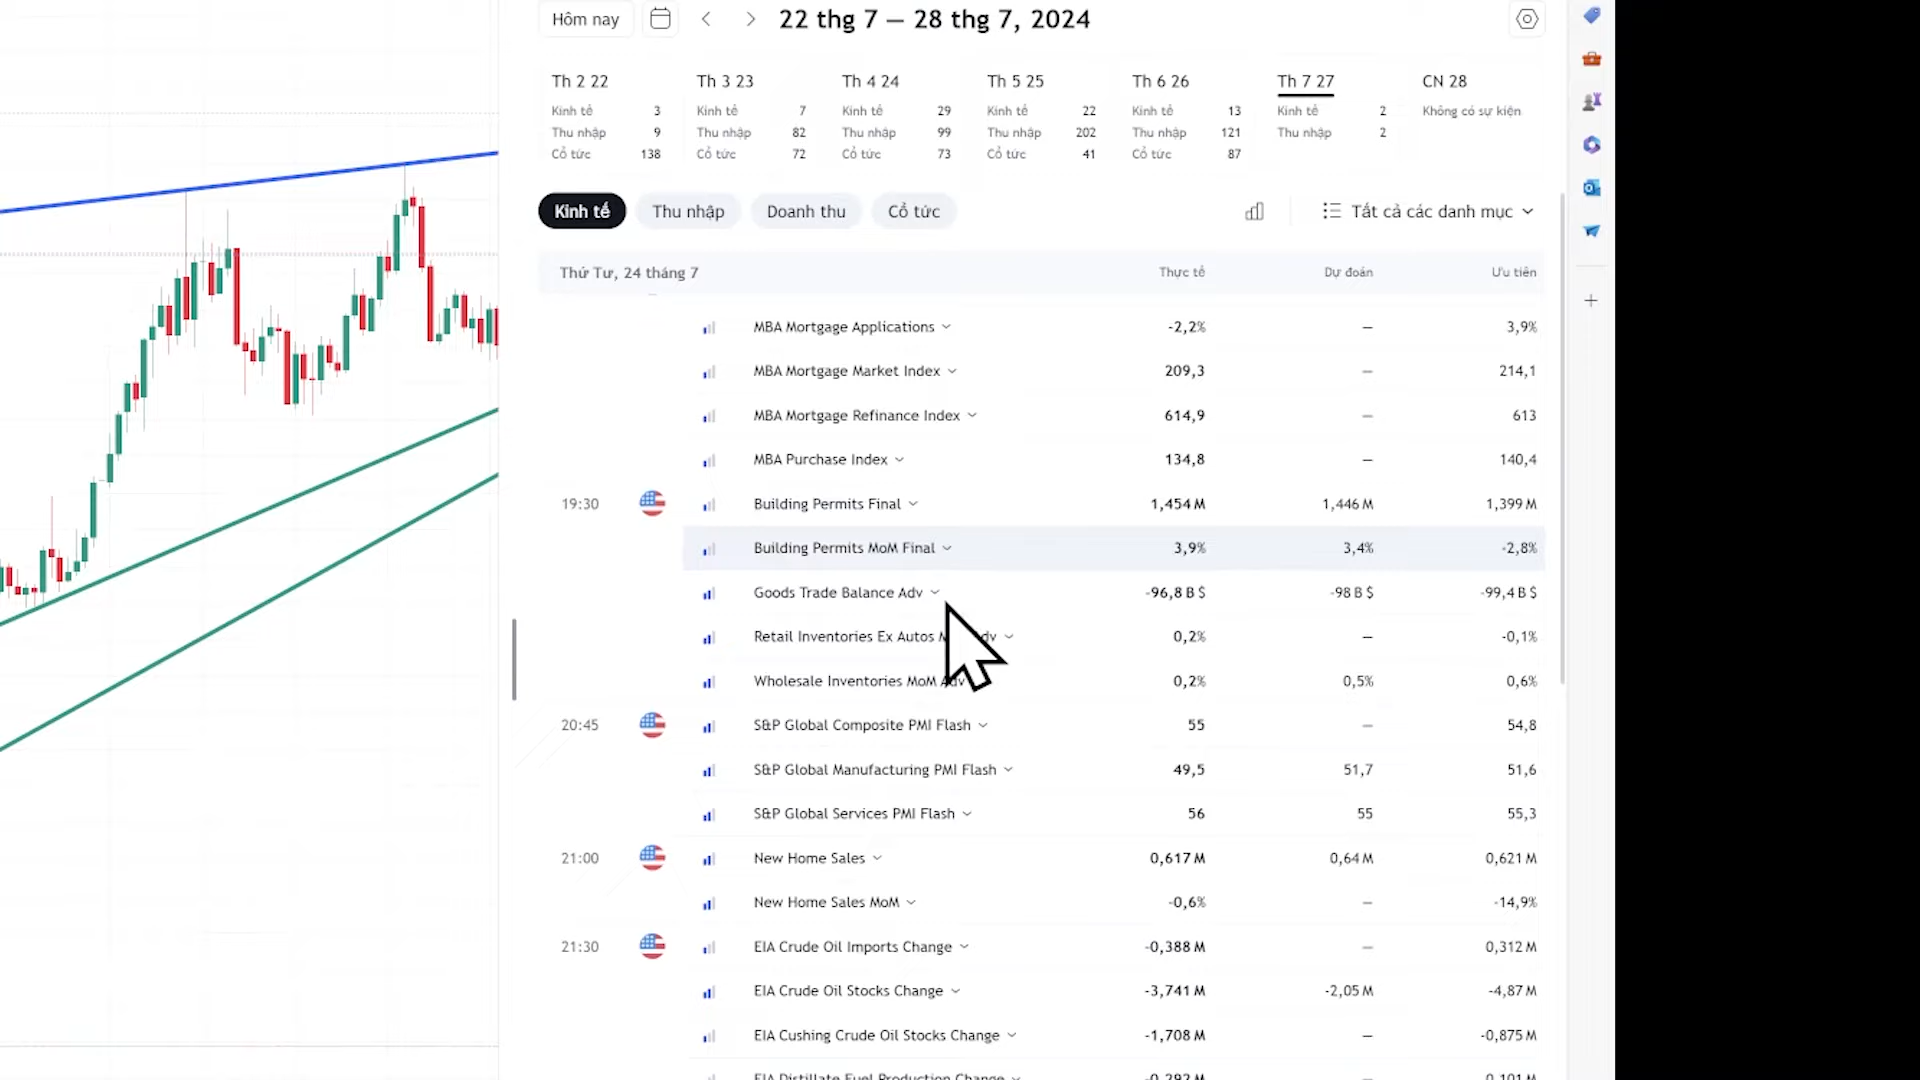 Hôm nay
22 thg 7 — 28 thg 7, 2024
Th 2 22 Th 3 23 Th 4 24 Th 5 25 Th 6 26 Th 7 27 CN 28
Kinh tế 3 Kinh tế 7 Kinh tế 29 Kinh tế 22 Kinh tế 13 Kinh tế 2 Không có sự kiện
Thu nhập 9 Thu nhập 82 Thu nhập 99 Thu nhập 202 Thu nhập 121 Thu nhập 2
Cổ tức 138 Cổ tức 72 Cổ tức 73 Cổ tức 41 Cổ tức 87
Kinh tế Thu nhập Doanh thu Cổ tức Tất cả các danh mục
Thứ Tư, 24 tháng 7 Thực tế Dự đoán Ưu tiên
MBA Mortgage Applications -2,2% — 3,9%
MBA Mortgage Market Index 209,3 — 214,1
MBA Mortgage Refinance Index 614,9 — 613
MBA Purchase Index 134,8 — 140,4
19:30 Building Permits Final 1,454 M 1,446 M 1,399 M
Building Permits MoM Final 3,9% 3,4% -2,8%
Goods Trade Balance Adv -96,8 B $ -98 B $ -99,4 B $
Retail Inventories Ex Autos 0,2% — -0,1%
Wholesale Inventories MoM Adv 0,2% 0,5% 0,6%
20:45 S&P Global Composite PMI Flash 55 — 54,8
S&P Global Manufacturing PMI Flash 49,5 51,7 51,6
S&P Global Services PMI Flash 56 55 55,3
21:00 New Home Sales 0,617 M 0,64 M 0,621 M
New Home Sales MoM -0,6% — -14,9%
21:30 EIA Crude Oil Imports Change -0,388 M — 0,312 M
EIA Crude Oil Stocks Change -3,741 M -2,05 M -4,87 M
EIA Cushing Crude Oil Stocks Change -1,708 M — -0,875 M
EIA Distillate Fuel Production Change -0,292 M — 0,101 M